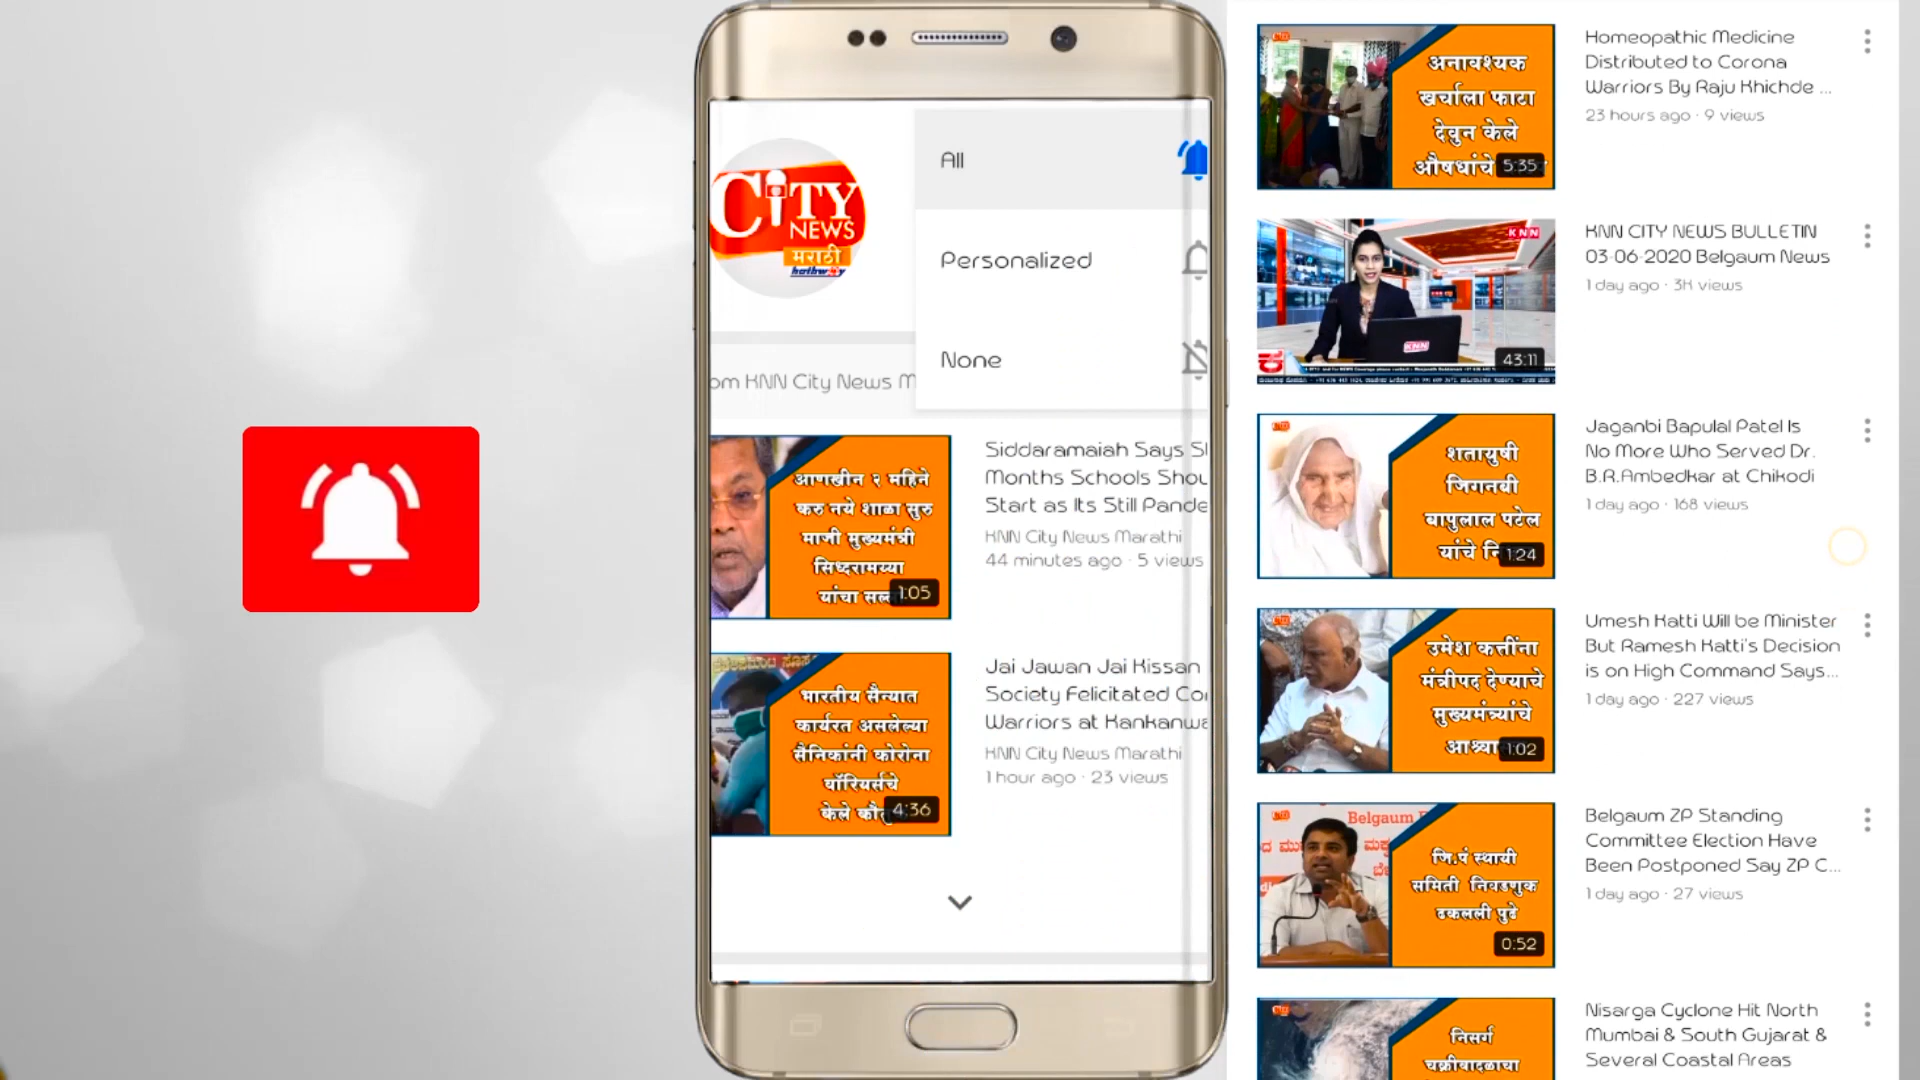 CITY
NEWS
मराठी
hathway
All
Personalized
None
om KNN City News M
आणखीन २ महिने
करु नये शाळा सुरु
माजी मुख्यमंत्री
सिध्दरामय्या
यांचा
1:05
Siddaramaiah Says
Months Schools
Start as Its Still Pande
KNN City News Marathi
44 minutes ago · 5 views
भारतीय सैन्यात
कार्यरत असलेल्या
सैनिकांनी कोरोना
वॉरियर्सचे
केले
4:36
Jai Jawan Jai Kissan
Society Felicitated
Warriors at Kankanwa
KNN City News Marathi
1 hour ago · 23 views
अनावश्यक
खर्चाला फाटा
देवुन केले
औषधांचे
5:35
Homeopathic Medicine
Distributed to Corona
Warriors By Raju Khichde ...
23 hours ago · 9 views
KNN
KNN
43:11
KNN CITY NEWS BULLETIN
03-06-2020 Belgaum News
1 day ago · 3K views
शतायुषी
जिगनबी
बापुलाल पटेल
यांचे
1:24
Jaganbi Bapulal Patel Is
No More Who Served Dr.
B.R.Ambedkar at Chikodi
1 day ago · 168 views
उमेश कत्तींना
मंत्रीपद देण्याचे
मुख्यमंत्र्यांचे
1:02
Umesh Katti Will be Minister
But Ramesh Katti's Decision
is on High Command Says...
1 day ago · 227 views
Belgaum
जि.पं स्थायी
समिती निवडणुक
ढकलली पुढे
0:52
Belgaum ZP Standing
Committee Election Have
Been Postponed Say ZP C...
1 day ago · 27 views
निसर्ग
चक्रीवादळाचा
Nisarga Cyclone Hit North
Mumbai & South Gujarat &
Several Coastal Areas